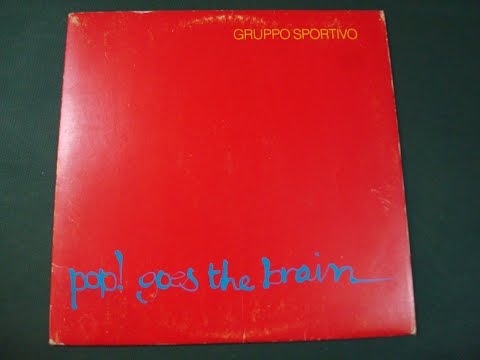 GRUPPO SPORTIVO
pop! goes the brain